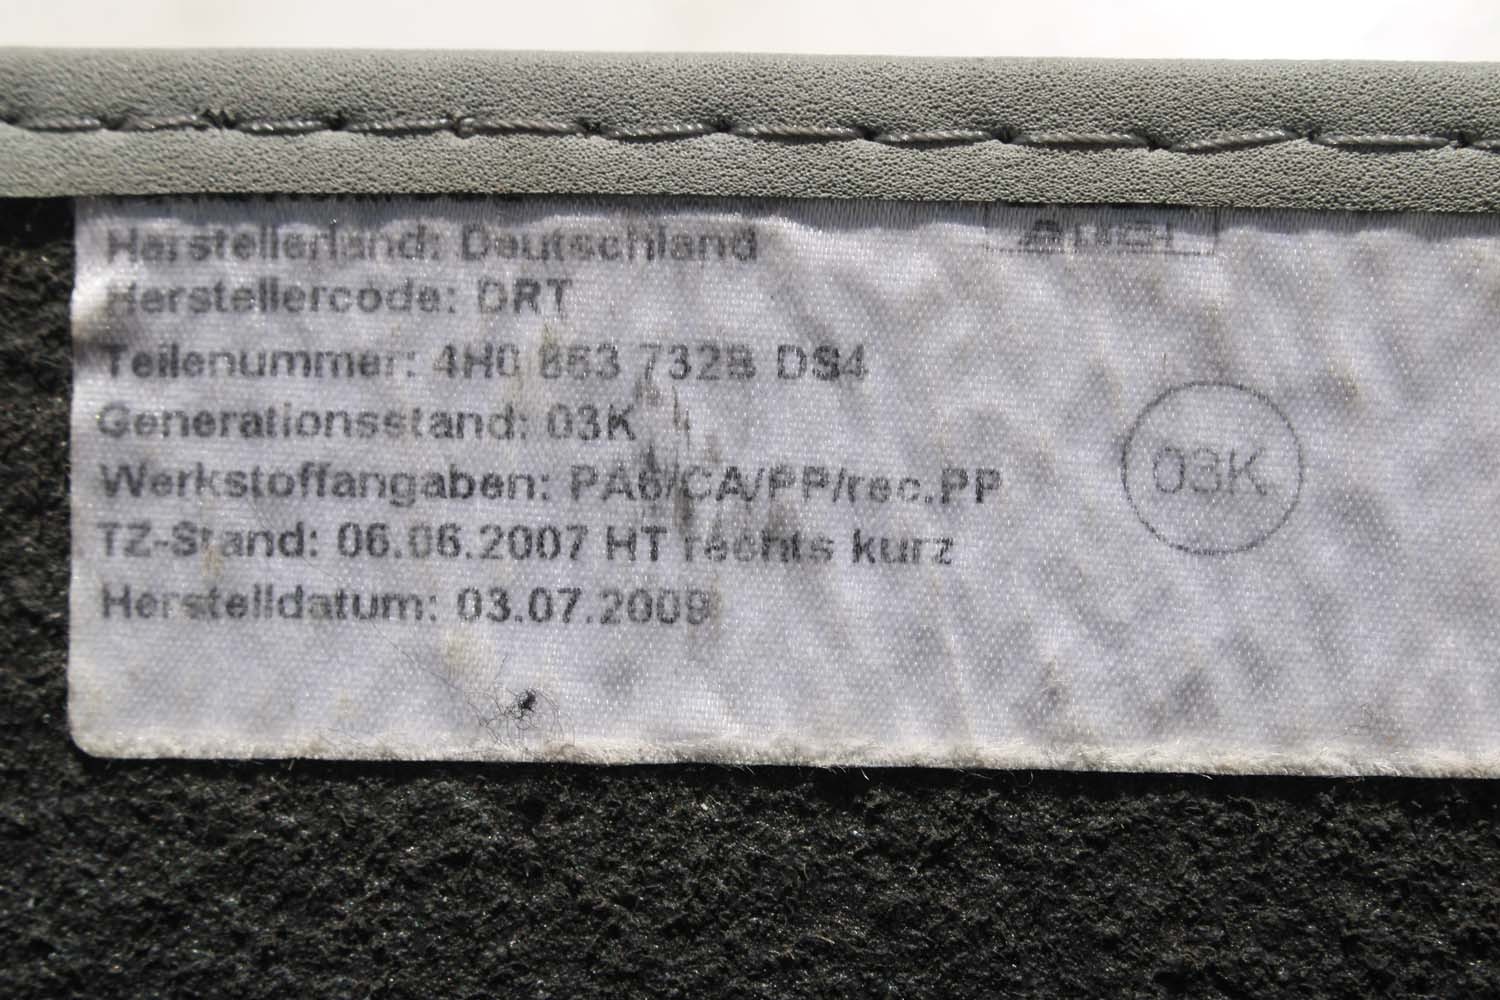 Herstellerland: Deutschland
AUDI
Herstellercode: DRT
Teilenummer: 4H0 863 732B DS4
Generationsstand: 03K
03K
Werkstoffangaben: PA6/CA/PP/rec.PP
TZ-Stand: 06.06.2007 HT rechts kurz
Herstelldatum: 03.07.2009